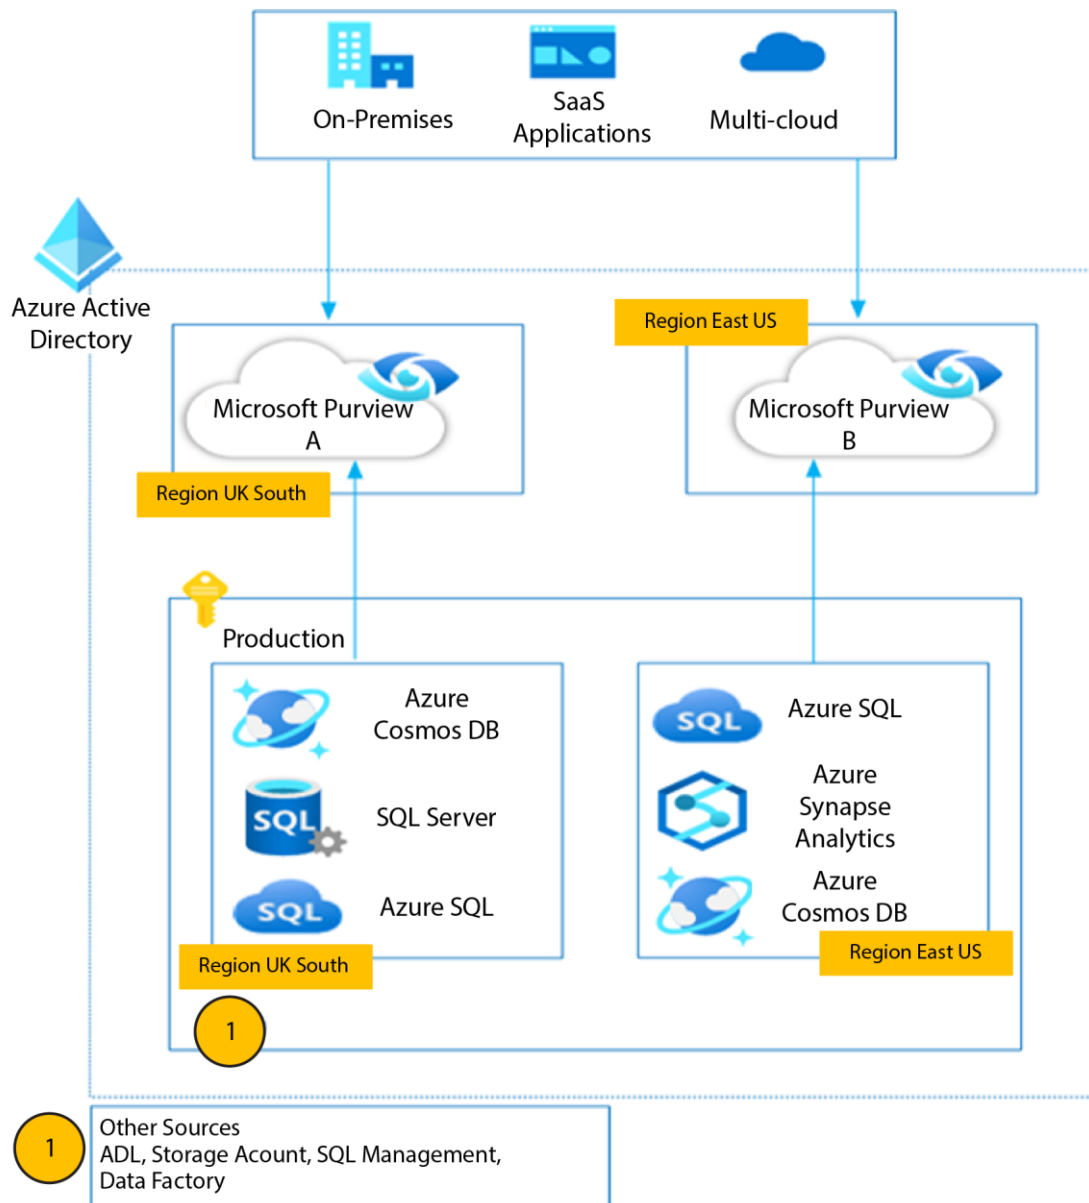 On-Premises
SaaS
Applications
Multi-cloud
Azure Active
Directory
Region East US
Microsoft Purview
A
Microsoft Purview
B
Region UK South
Production
Azure
Cosmos DB
SQL
SQL Server
SQL
Azure SQL
Region UK South
SQL
Azure SQL
Azure
Synapse
Analytics
Azure
Cosmos DB
Region East US
1
1
Other Sources
ADL, Storage Acount, SQL Management,
Data Factory